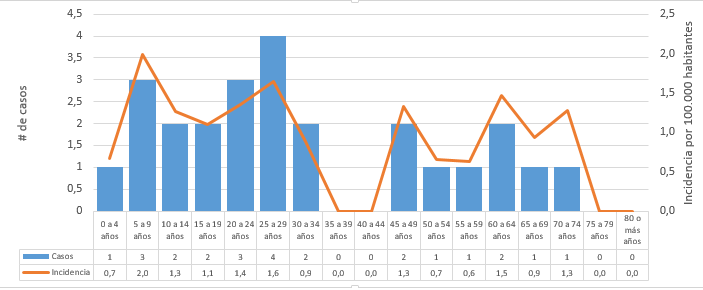 4,5
4
3,5
3
2,5
2
1,5
1
0,5
0
# de casos
2,5
2,0
1,5
1,0
0,5
0,0
Incidencia por 100.000 habitantes
0 a 4 años
5 a 9 años
10 a 14 años
15 a 19 años
20 a 24 años
25 a 29 años
30 a 34 años
35 a 39 años
40 a 44 años
45 a 49 años
50 a 54 años
55 a 59 años
60 a 64 años
65 a 69 años
70 a 74 años
75 a 79 años
80 o más años
Casos 1 3 2 2 3 4 2 0 0 2 1 1 2 1 1 0 0
Incidencia 0,7 2,0 1,3 1,1 1,4 1,6 0,9 0,0 0,0 1,3 0,7 0,6 1,5 0,9 1,3 0,0 0,0